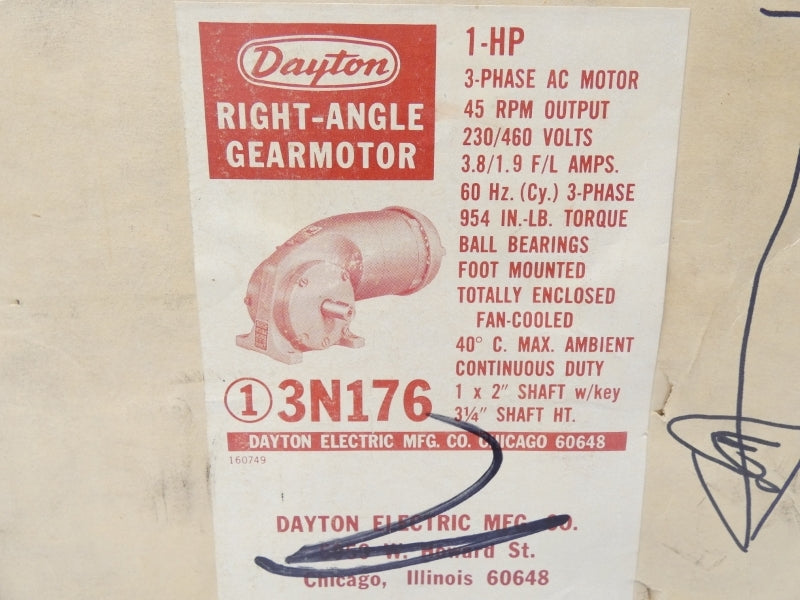 Dayton
RIGHT-ANGLE
GEARMOTOR
1-HP
3-PHASE AC MOTOR
45 RPM OUTPUT
230/460 VOLTS
3.8/1.9 F/L AMPS.
60 Hz. (Cy.) 3-PHASE
954 IN.-LB. TORQUE
BALL BEARINGS
FOOT MOUNTED
TOTALLY ENCLOSED
FAN-COOLED
40° C. MAX. AMBIENT
CONTINUOUS DUTY
1 x 2" SHAFT w/key
3¼" SHAFT HT.
① 3N176
DAYTON ELECTRIC MFG. CO. CHICAGO 60648
160749
DAYTON ELECTRIC MFG. CO.
W. Howard St.
Chicago, Illinois 60648